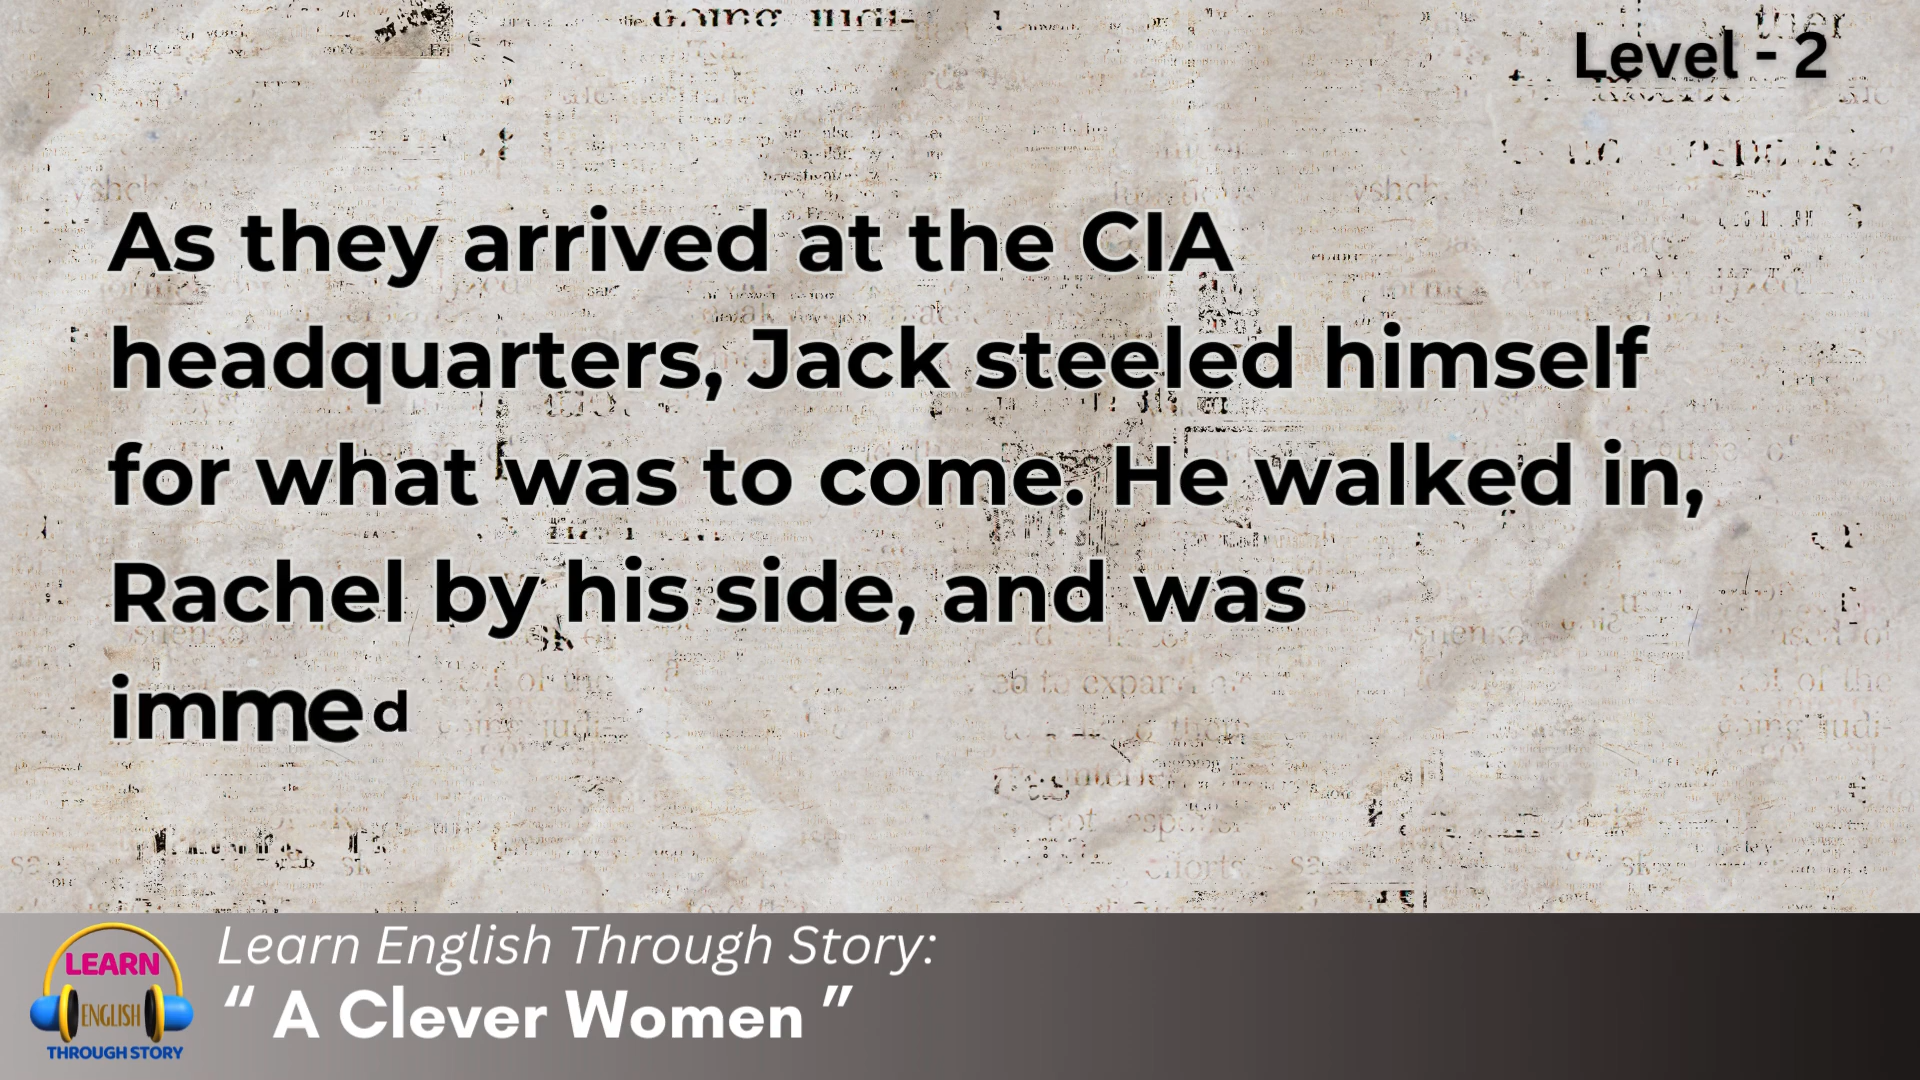 Level - 2
As they arrived at the CIA
headquarters, Jack steeled himself
for what was to come. He walked in,
Rachel by his side, and was
immed
Learn English Through Story:
“ A Clever Women ”
LEARN
ENGLISH
THROUGH STORY